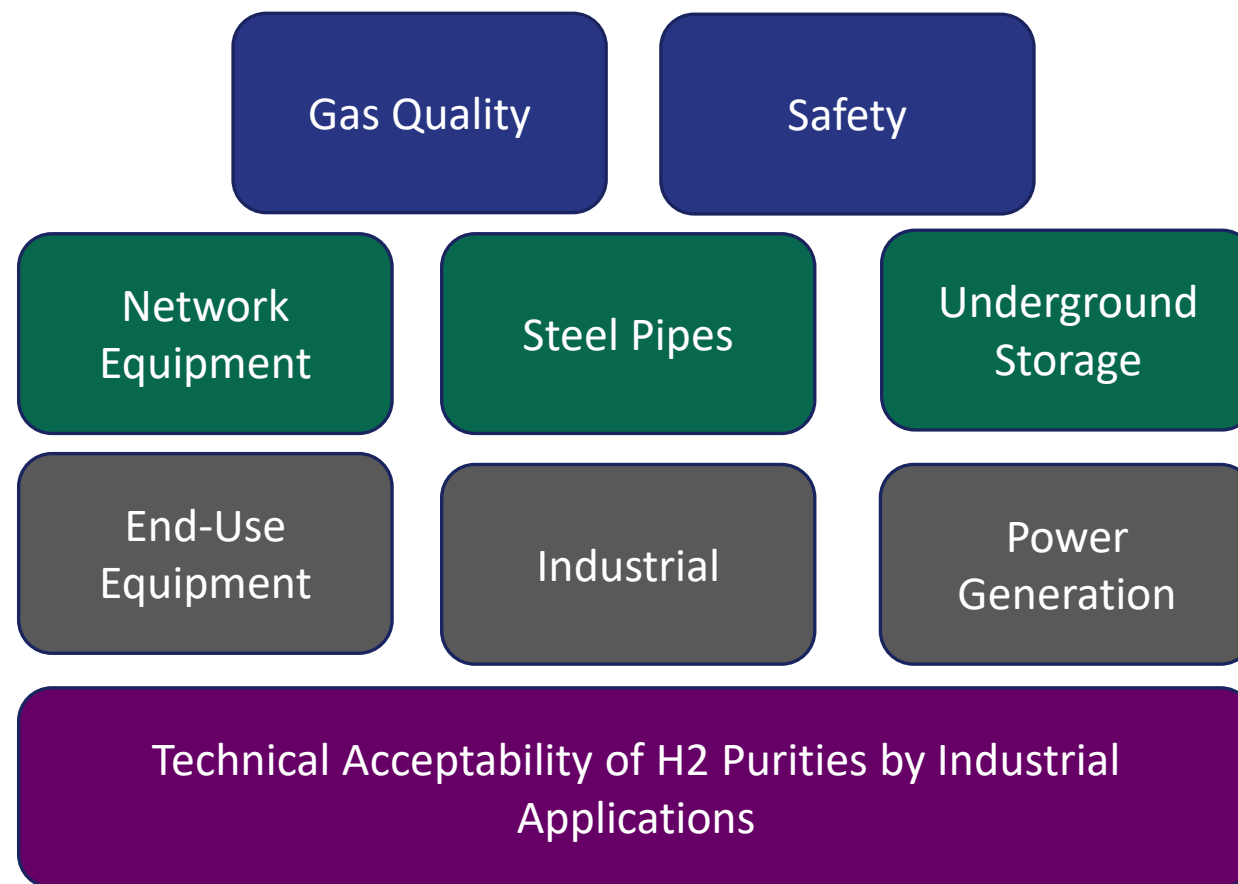 Gas Quality
Safety
Network
Equipment
Steel Pipes
Underground
Storage
End-Use
Equipment
Industrial
Power
Generation
Technical Acceptability of H2 Purities by Industrial
Applications